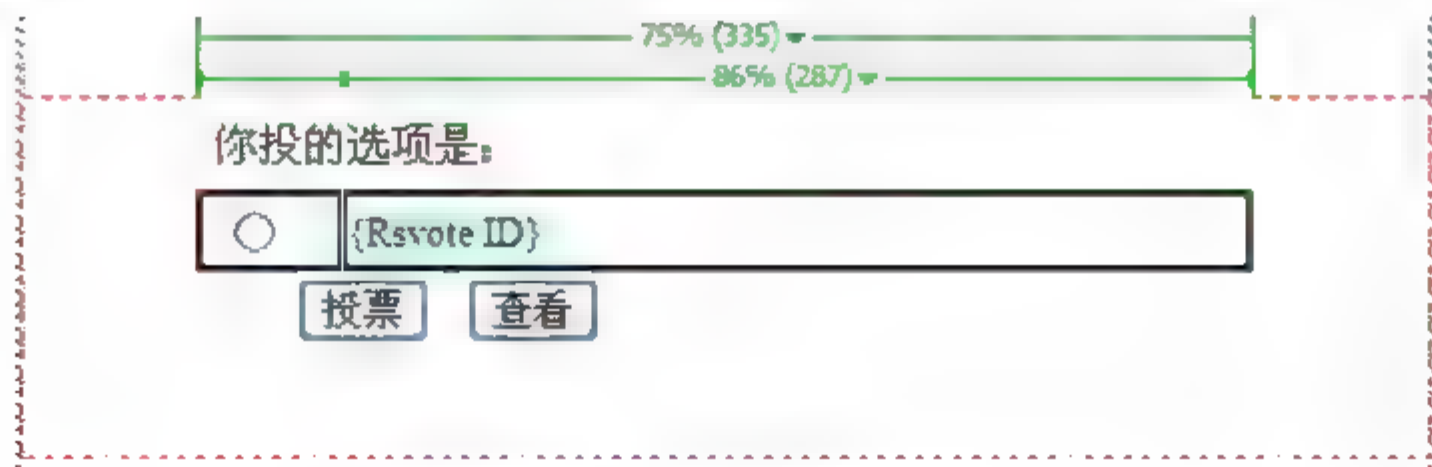 75% (335)
86% (287)
你投的选项是:
{Rsvote ID}
投票 查看